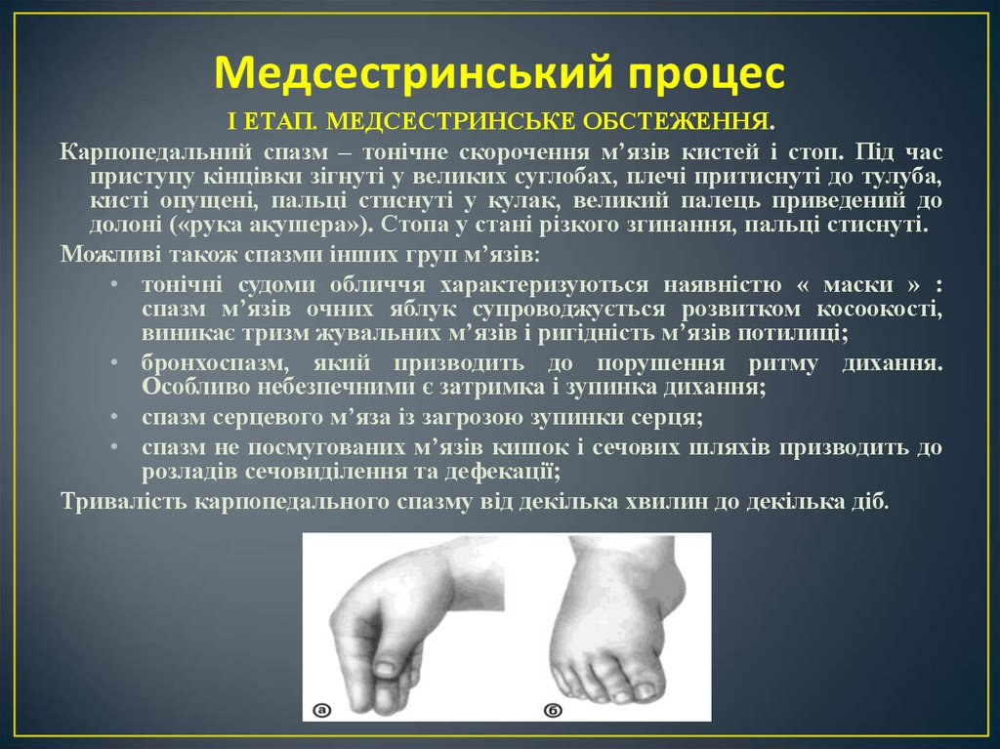 Медсестринський процес
І ЕТАП. МЕДСЕСТРИНСЬКЕ ОБСТЕЖЕННЯ.
Карпопедальний спазм – тонічне скорочення м’язів кистей і стоп. Під час
приступу кінцівки зігнуті у великих суглобах, плечі притиснуті до тулуба,
кисті опущені, пальці стиснуті у кулак, великий палець приведений до
долоні («рука акушера»). Стопа у стані різкого згинання, пальці стиснуті.
Можливі також спазми інших груп м’язів:
• тонічні судоми обличчя характеризуються наявністю « маски » :
спазм м’язів очних яблук супроводжується розвитком косоокості,
виникає тризм жувальних м’язів і ригідність м’язів потилиці;
• бронхоспазм, який призводить до порушення ритму дихання.
Особливо небезпечними є затримка і зупинка дихання;
• спазм серцевого м’яза із загрозою зупинки серця;
• спазм не посмугованих м’язів кишок і сечових шляхів призводить до
розладів сечовиділення та дефекації;
Тривалість карпопедального спазму від декілька хвилин до декілька діб.
а б